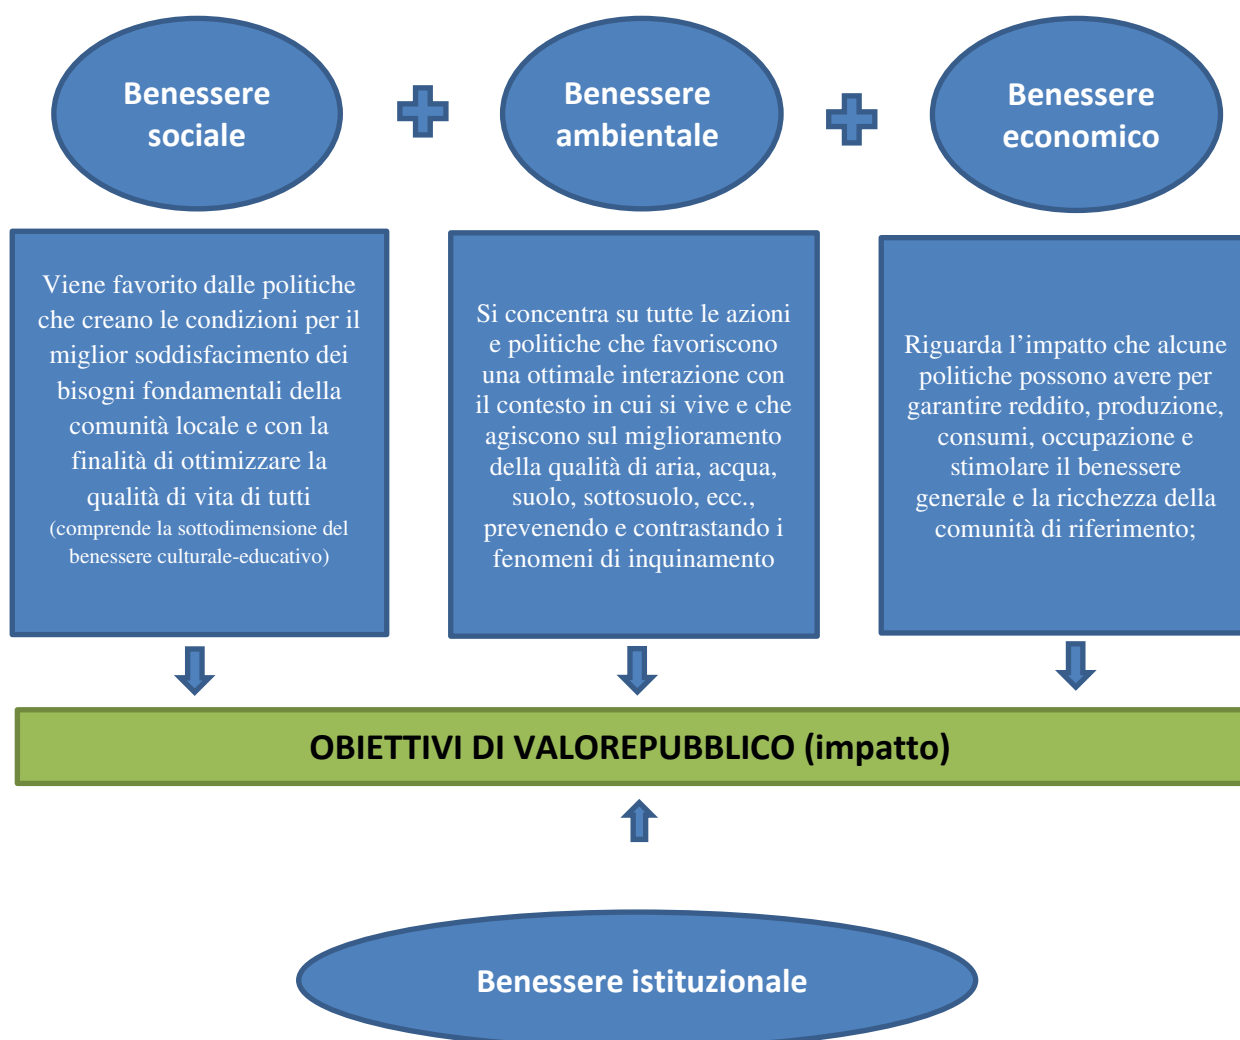 Benessere
sociale
Benessere
ambientale
Benessere
economico
Viene favorito dalle politiche
che creano le condizioni per il
miglior soddisfacimento dei
bisogni fondamentali della
comunità locale e con la
finalità di ottimizzare la
qualità di vita di tutti
(comprende la sottodimensione del
benessere culturale-educativo)
Si concentra su tutte le azioni
e politiche che favoriscono
una ottimale interazione con
il contesto in cui si vive e che
agiscono sul miglioramento
della qualità di aria, acqua,
suolo, sottosuolo, ecc.,
prevenendo e contrastando i
fenomeni di inquinamento
Riguarda l’impatto che alcune
politiche possono avere per
garantire reddito, produzione,
consumi, occupazione e
stimolare il benessere
generale e la ricchezza della
comunità di riferimento;
OBIETTIVI DI VALOREPUBBLICO (impatto)
Benessere istituzionale